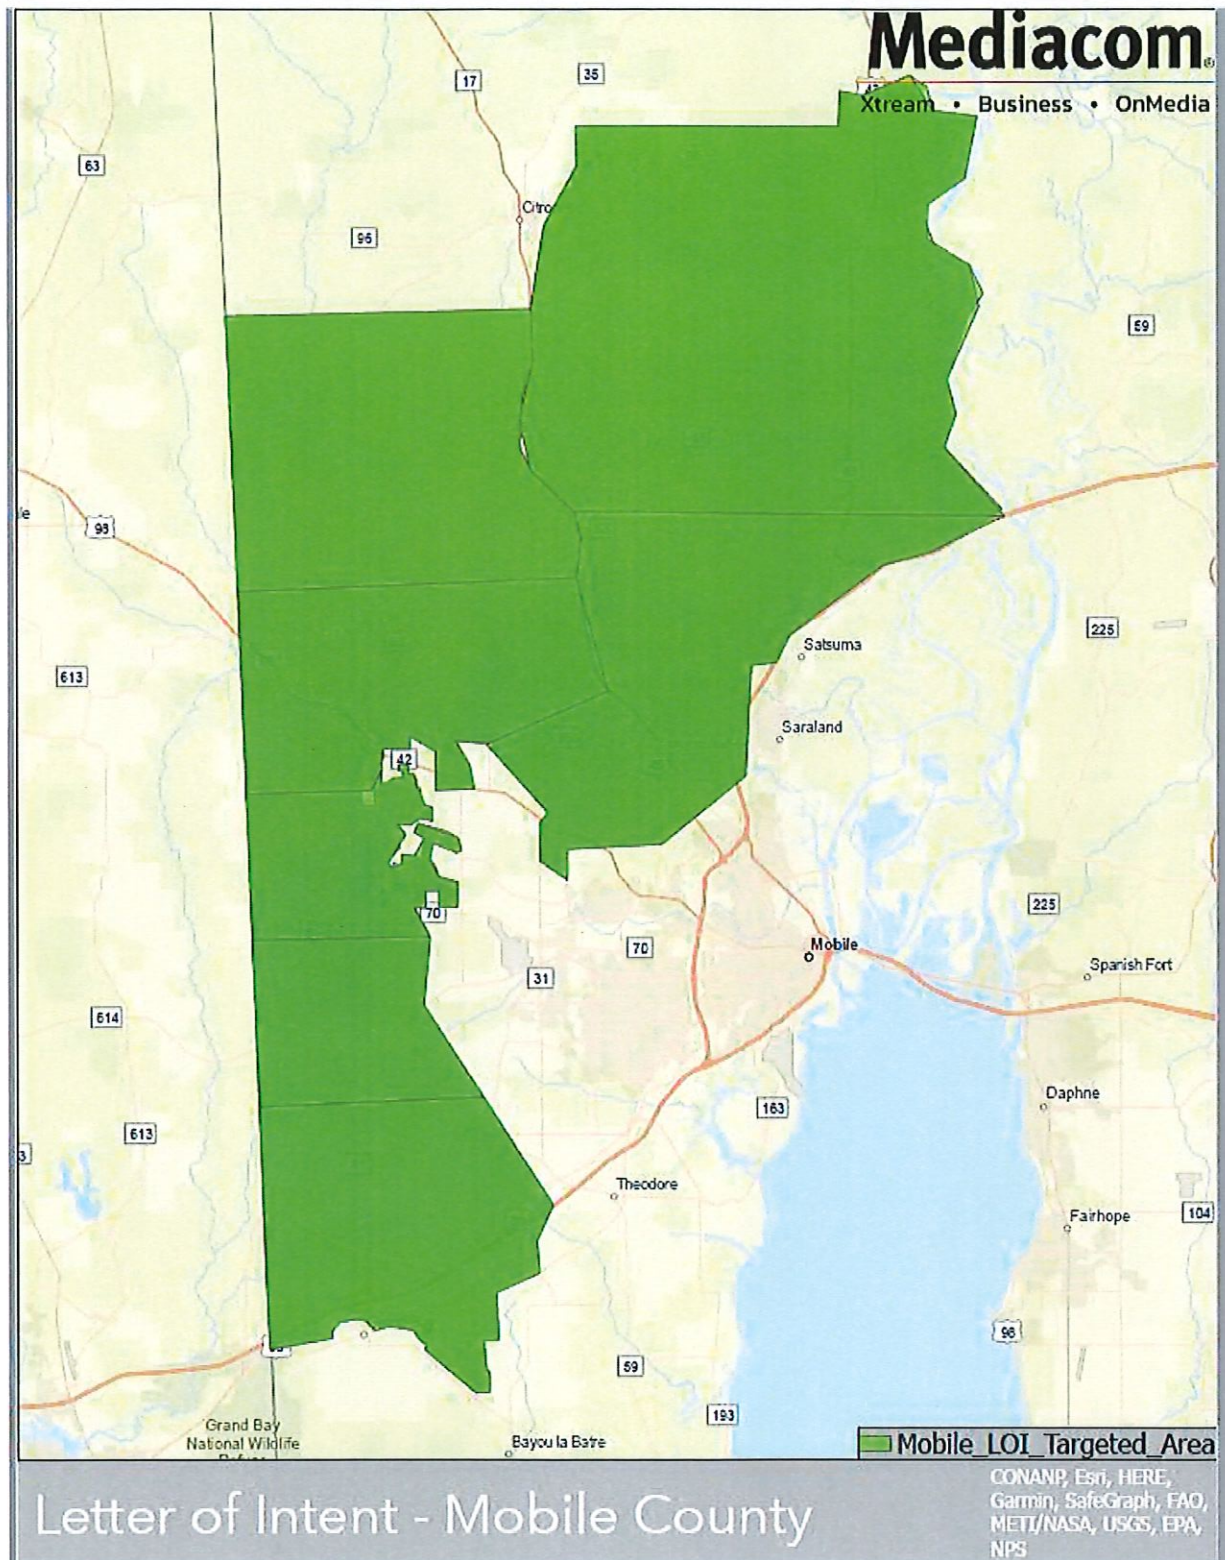 Mediacom®
Xtream • Business • OnMedia
17
35
63
Citro
96
59
98
Satsuma
225
613
Saraland
42
70
225
Mobile
70
31
Spanish Fort
614
Daphne
163
613
3
Theodore
Fairhope
104
98
59
193
Grand Bay
National Wildlife
Bayou la Batre
Mobile_LOI_Targeted_Area
Letter of Intent - Mobile County
CONANP, Esri, HERE,
Garmin, SafeGraph, FAO,
METI/NASA, USGS, EPA,
NPS